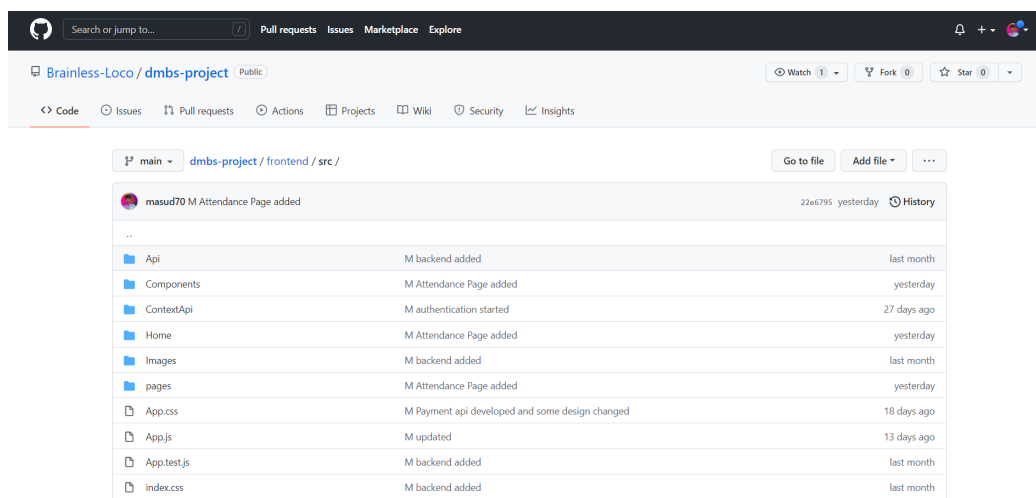 Search or jump to... / Pull requests Issues Marketplace Explore
Brainless-Loco / dmbs-project Public Watch 1 Fork 0 Star 0
Code Issues Pull requests Actions Projects Wiki Security Insights
main dmbs-project / frontend / src / Go to file Add file ...
masud70 M Attendance Page added 22e6795 yesterday History
..
Api M backend added last month
Components M Attendance Page added yesterday
ContextApi M authentication started 27 days ago
Home M Attendance Page added yesterday
Images M backend added last month
pages M Attendance Page added yesterday
App.css M Payment api developed and some design changed 18 days ago
App.js M updated 13 days ago
App.test.js M backend added last month
index.css M backend added last month